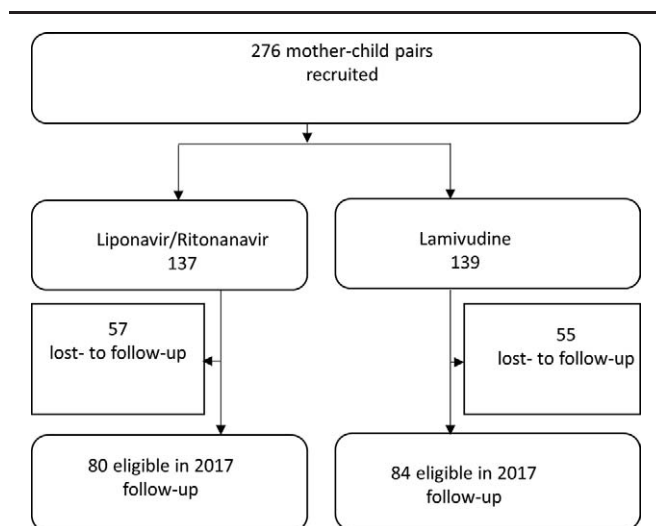 276 mother-child pairs
recruited
Liponavir/Ritonanavir
137
Lamivudine
139
57
lost- to follow-up
55
lost- to follow-up
80 eligible in 2017
follow-up
84 eligible in 2017
follow-up